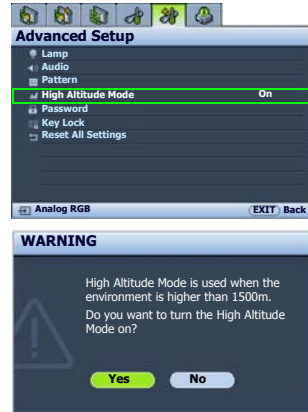 Advanced Setup
Lamp
Audio
Pattern
High Altitude Mode On
Password
Key Lock
Reset All Settings
Analog RGB EXIT Back
WARNING
High Altitude Mode is used when the
environment is higher than 1500m.
Do you want to turn the High Altitude
Mode on?
Yes No